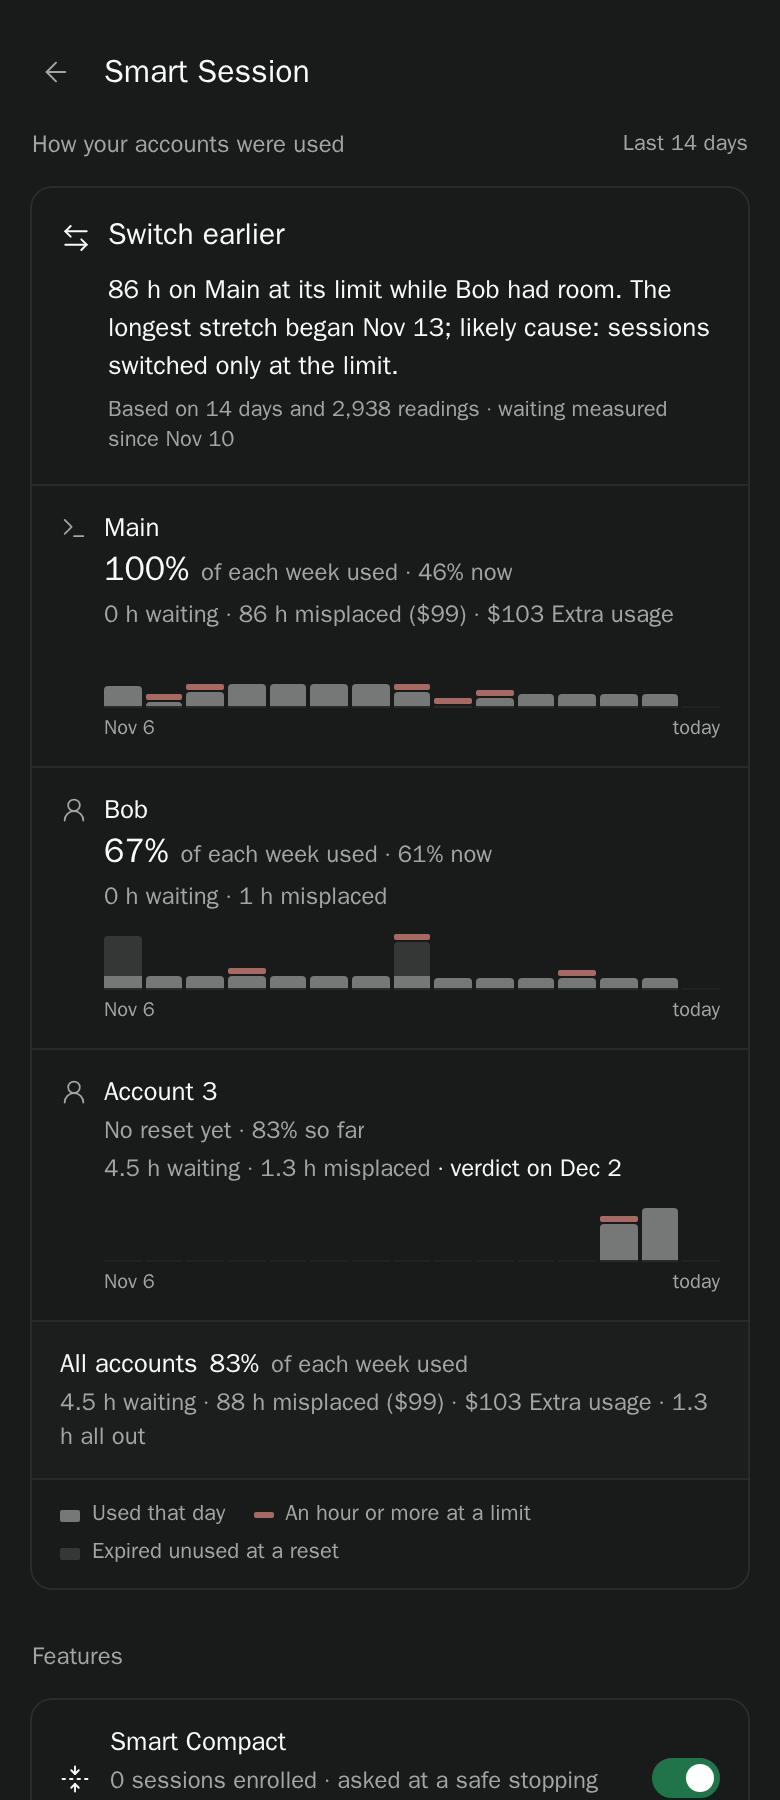 Smart Session
How your accounts were used
Last 14 days
Switch earlier
86 h on Main at its limit while Bob had room. The
longest stretch began Nov 13; likely cause: sessions
switched only at the limit.
Based on 14 days and 2,938 readings · waiting measured
since Nov 10
Main
100% of each week used · 46% now
0 h waiting · 86 h misplaced ($99) · $103 Extra usage
Nov 6
today
Bob
67% of each week used · 61% now
0 h waiting · 1 h misplaced
Nov 6
today
Account 3
No reset yet · 83% so far
4.5 h waiting · 1.3 h misplaced · verdict on Dec 2
Nov 6
today
All accounts 83% of each week used
4.5 h waiting · 88 h misplaced ($99) · $103 Extra usage · 1.3
h all out
Used that day
An hour or more at a limit
Expired unused at a reset
Features
Smart Compact
0 sessions enrolled · asked at a safe stopping